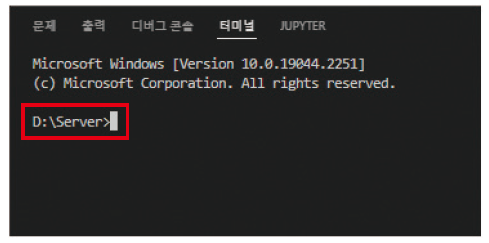 문제 출력 디버그 콘솔 터미널 JUPYTER
Microsoft Windows [Version 10.0.19044.2251]
(c) Microsoft Corporation. All rights reserved.
D:\Server>